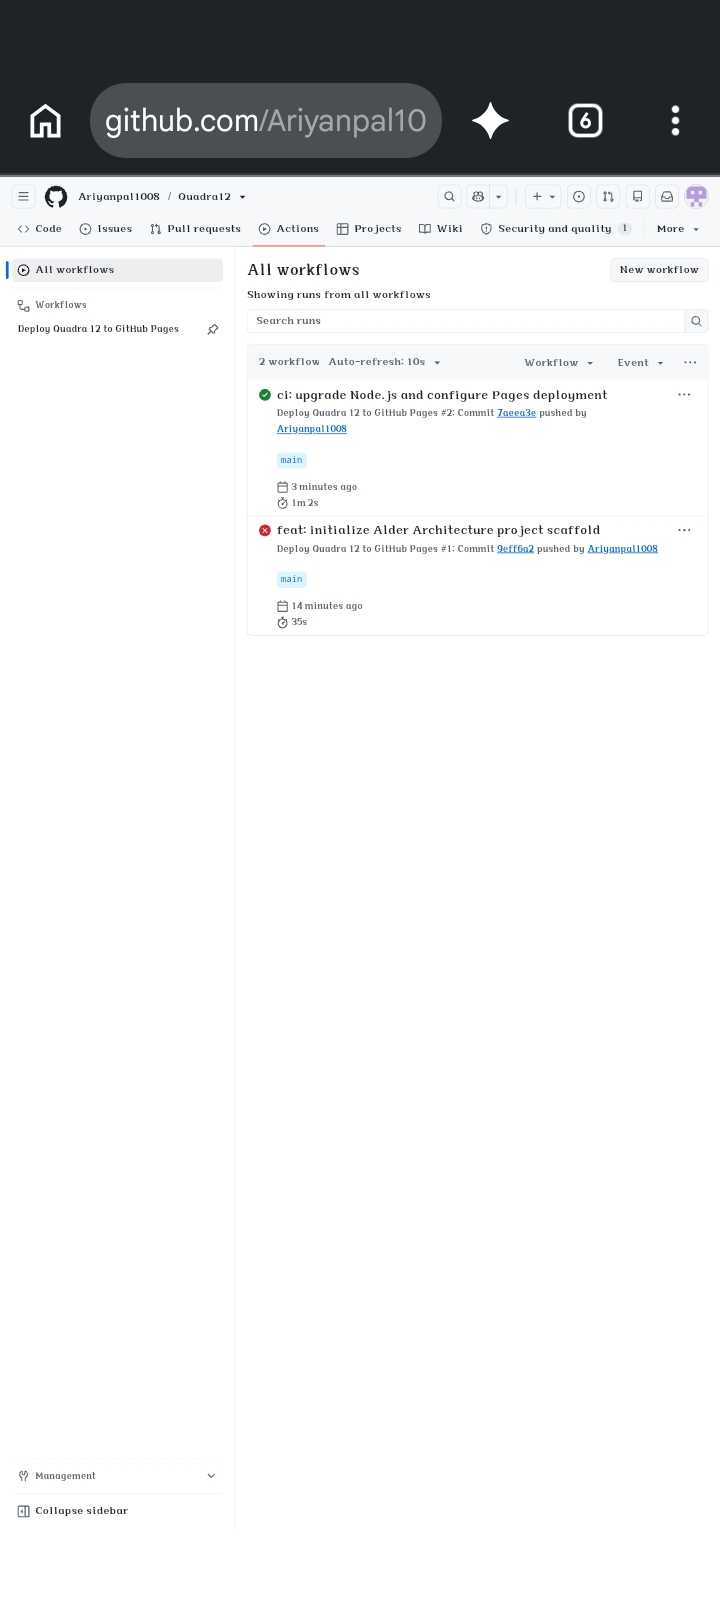 github.com/Ariyanpal10
6
Ariyanpal1008 / Quadra12
Code
Issues
Pull requests
Actions
Projects
Wiki
Security and quality 1
More
All workflows
Workflows
Deploy Quadra 12 to GitHub Pages
All workflows
New workflow
Showing runs from all workflows
Search runs
2 workflow Auto-refresh: 10s
Workflow
Event
ci: upgrade Node.js and configure Pages deployment
Deploy Quadra 12 to GitHub Pages #2: Commit 7aeea3e pushed by
Ariyanpal1008
main
3 minutes ago
1m 2s
feat: initialize Alder Architecture project scaffold
Deploy Quadra 12 to GitHub Pages #1: Commit 9eff6a2 pushed by Ariyanpal1008
main
14 minutes ago
35s
Management
Collapse sidebar